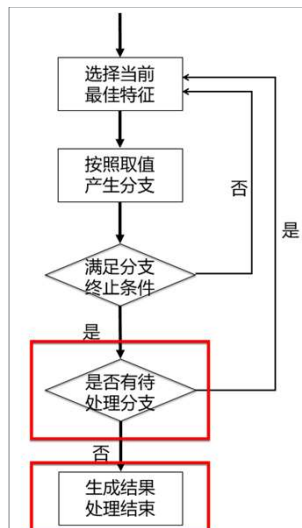 选择当前
最佳特征
按照取值
产生分支
否
是
满足分支
终止条件
是
是否有待
处理分支
否
生成结果
处理结束